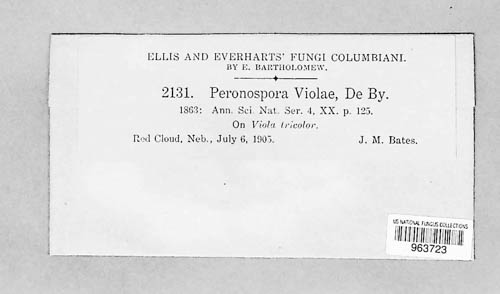 ELLIS AND EVERHARTS' FUNGI COLUMBIANI.
BY E. BARTHOLOMEW.
2131. Peronospora Violae, De By.
1863: Ann. Sci. Nat. Ser. 4, XX. p. 125.
On Viola tricolor.
Red Cloud, Neb., July 6, 1905. J. M. Bates.
US NATIONAL FUNGUS COLLECTIONS
963723